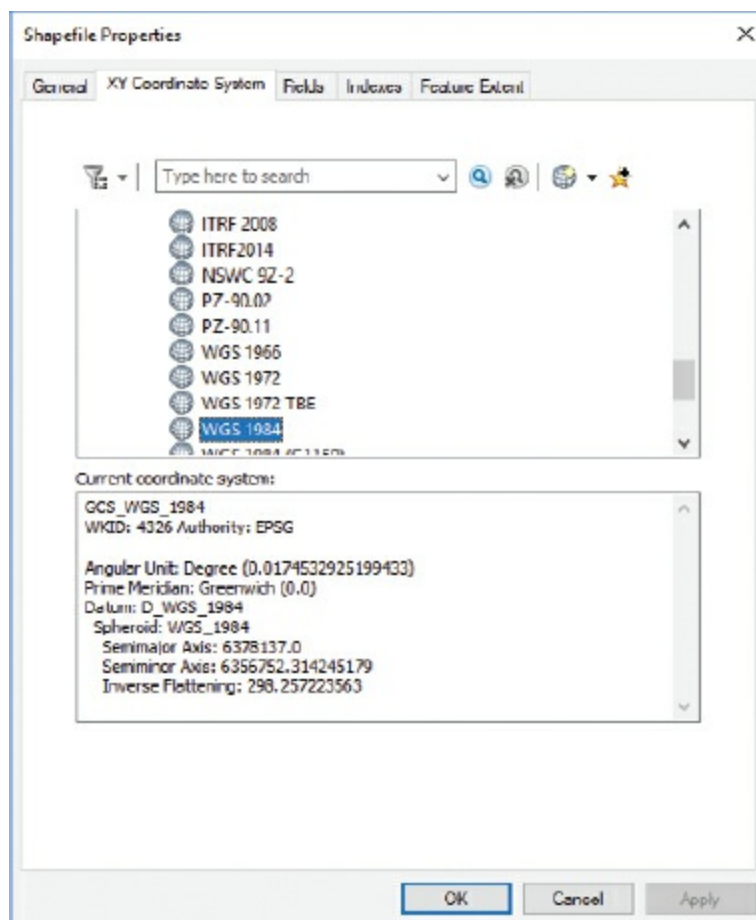 Shapefile Properties
General XY Coordinate System Fields Indexes Feature Extent
Type here to search
ITRF 2008
ITRF2014
NSWC 9Z-2
PZ-90.02
PZ-90.11
WGS 1966
WGS 1972
WGS 1972 TBE
WGS 1984
WGS 1984 (G1150)
Current coordinate system:
GCS_WGS_1984
WKID: 4326 Authority: EPSG
Angular Unit: Degree (0.0174532925199433)
Prime Meridian: Greenwich (0.0)
Datum: D_WGS_1984
Spheroid: WGS_1984
Semimajor Axis: 6378137.0
Semiminor Axis: 6356752.314245179
Inverse Flattening: 298.257223563
OK Cancel Apply